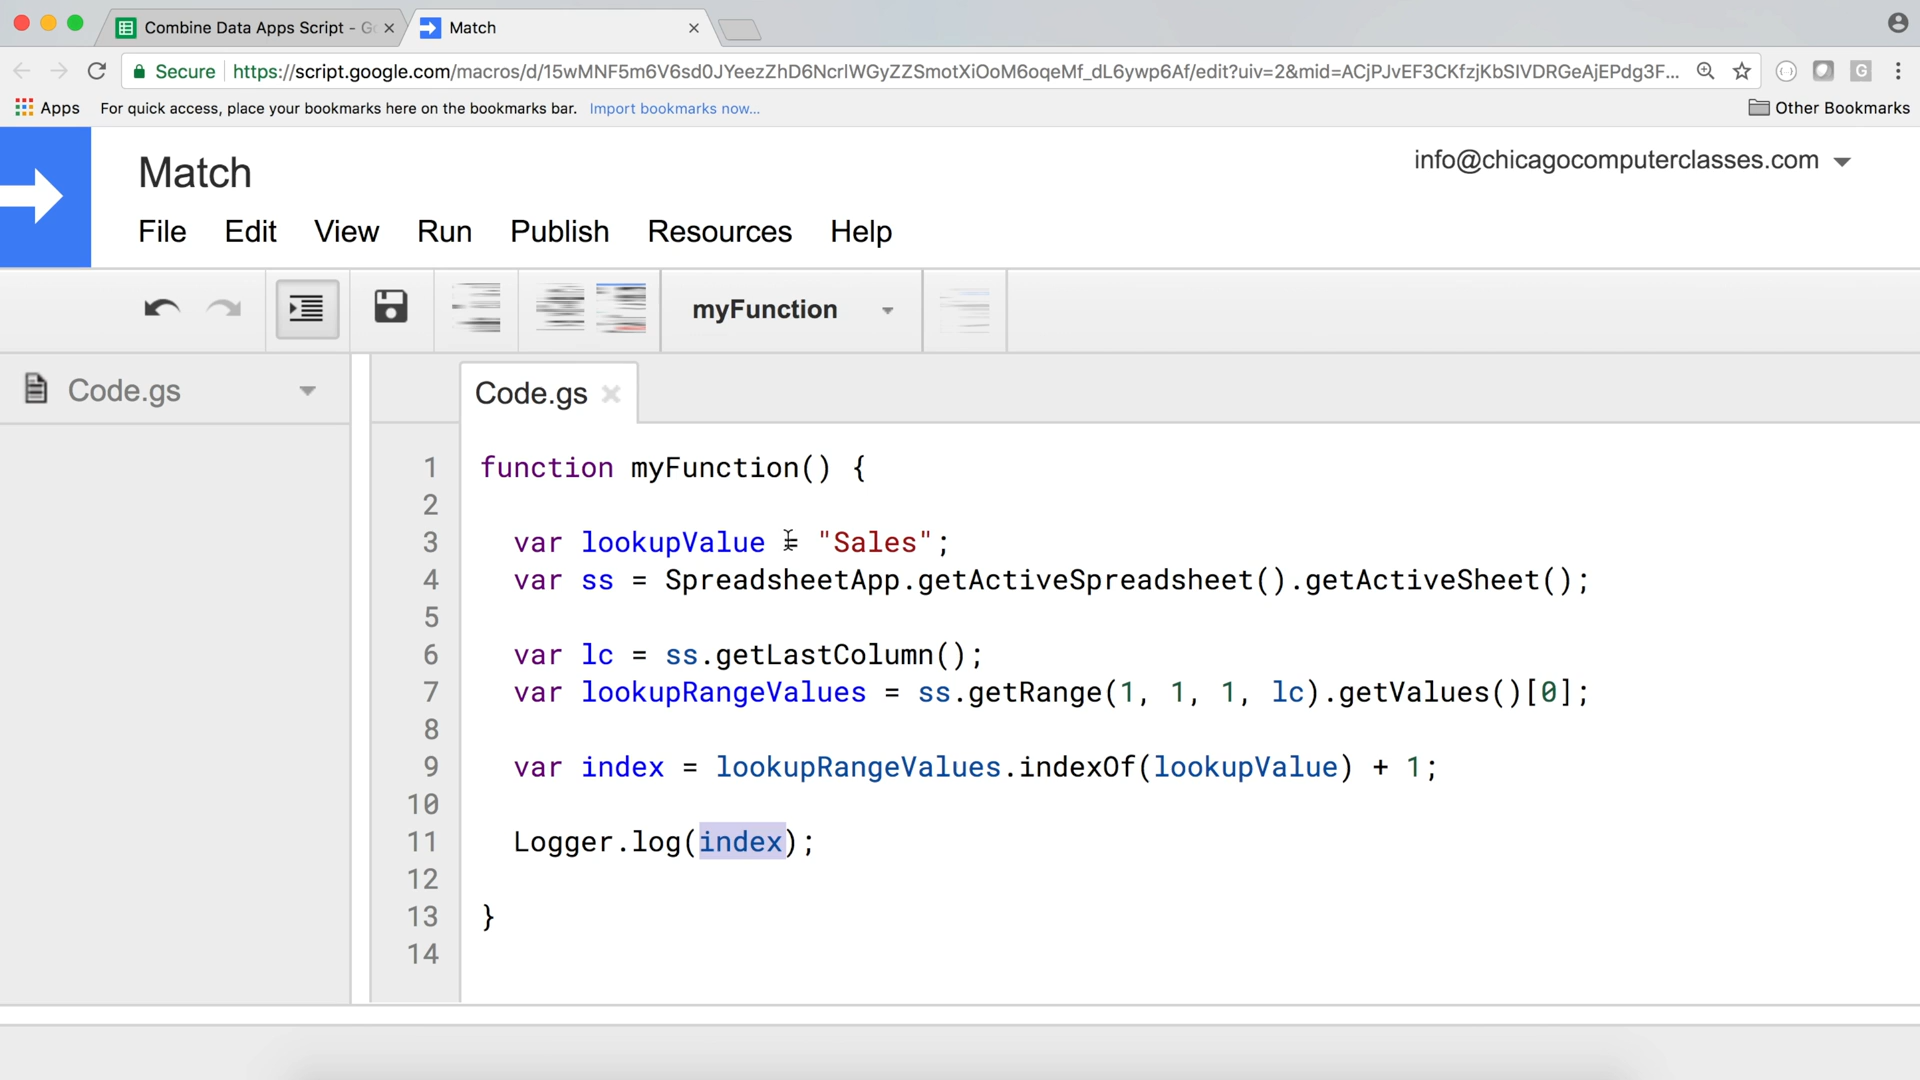 Combine Data Apps Script - Go
Match
Secure
https://script.google.com/macros/d/15wMNF5m6V6sd0JYeezZhD6NcrlWGyZZSmotXiOoM6oqeMf_dL6ywp6Af/edit?uiv=2&mid=ACjPJvEF3CKfzjKbSIVDRGeAjEPdg3F...
Apps
For quick access, place your bookmarks here on the bookmarks bar.
Import bookmarks now...
Other Bookmarks
Match
info@chicagocomputerclasses.com
File Edit View Run Publish Resources Help
myFunction
Code.gs
Code.gs
1 function myFunction() {
2
3 var lookupValue = "Sales";
4 var ss = SpreadsheetApp.getActiveSpreadsheet().getActiveSheet();
5
6 var lc = ss.getLastColumn();
7 var lookupRangeValues = ss.getRange(1, 1, 1, lc).getValues()[0];
8
9 var index = lookupRangeValues.indexOf(lookupValue) + 1;
10
11 Logger.log(index);
12
13 }
14